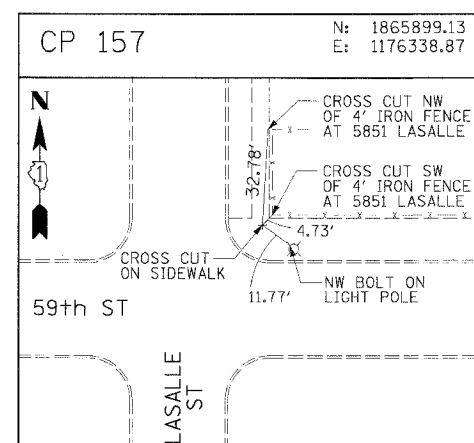 CP 157
N: 1865899.13
E: 1176338.87
N
1
CROSS CUT NW
OF 4' IRON FENCE
AT 5851 LASALLE
32.78'
CROSS CUT SW
OF 4' IRON FENCE
AT 5851 LASALLE
4.73'
CROSS CUT
ON SIDEWALK
11.77'
NW BOLT ON
LIGHT POLE
59th ST
LASALLE
ST